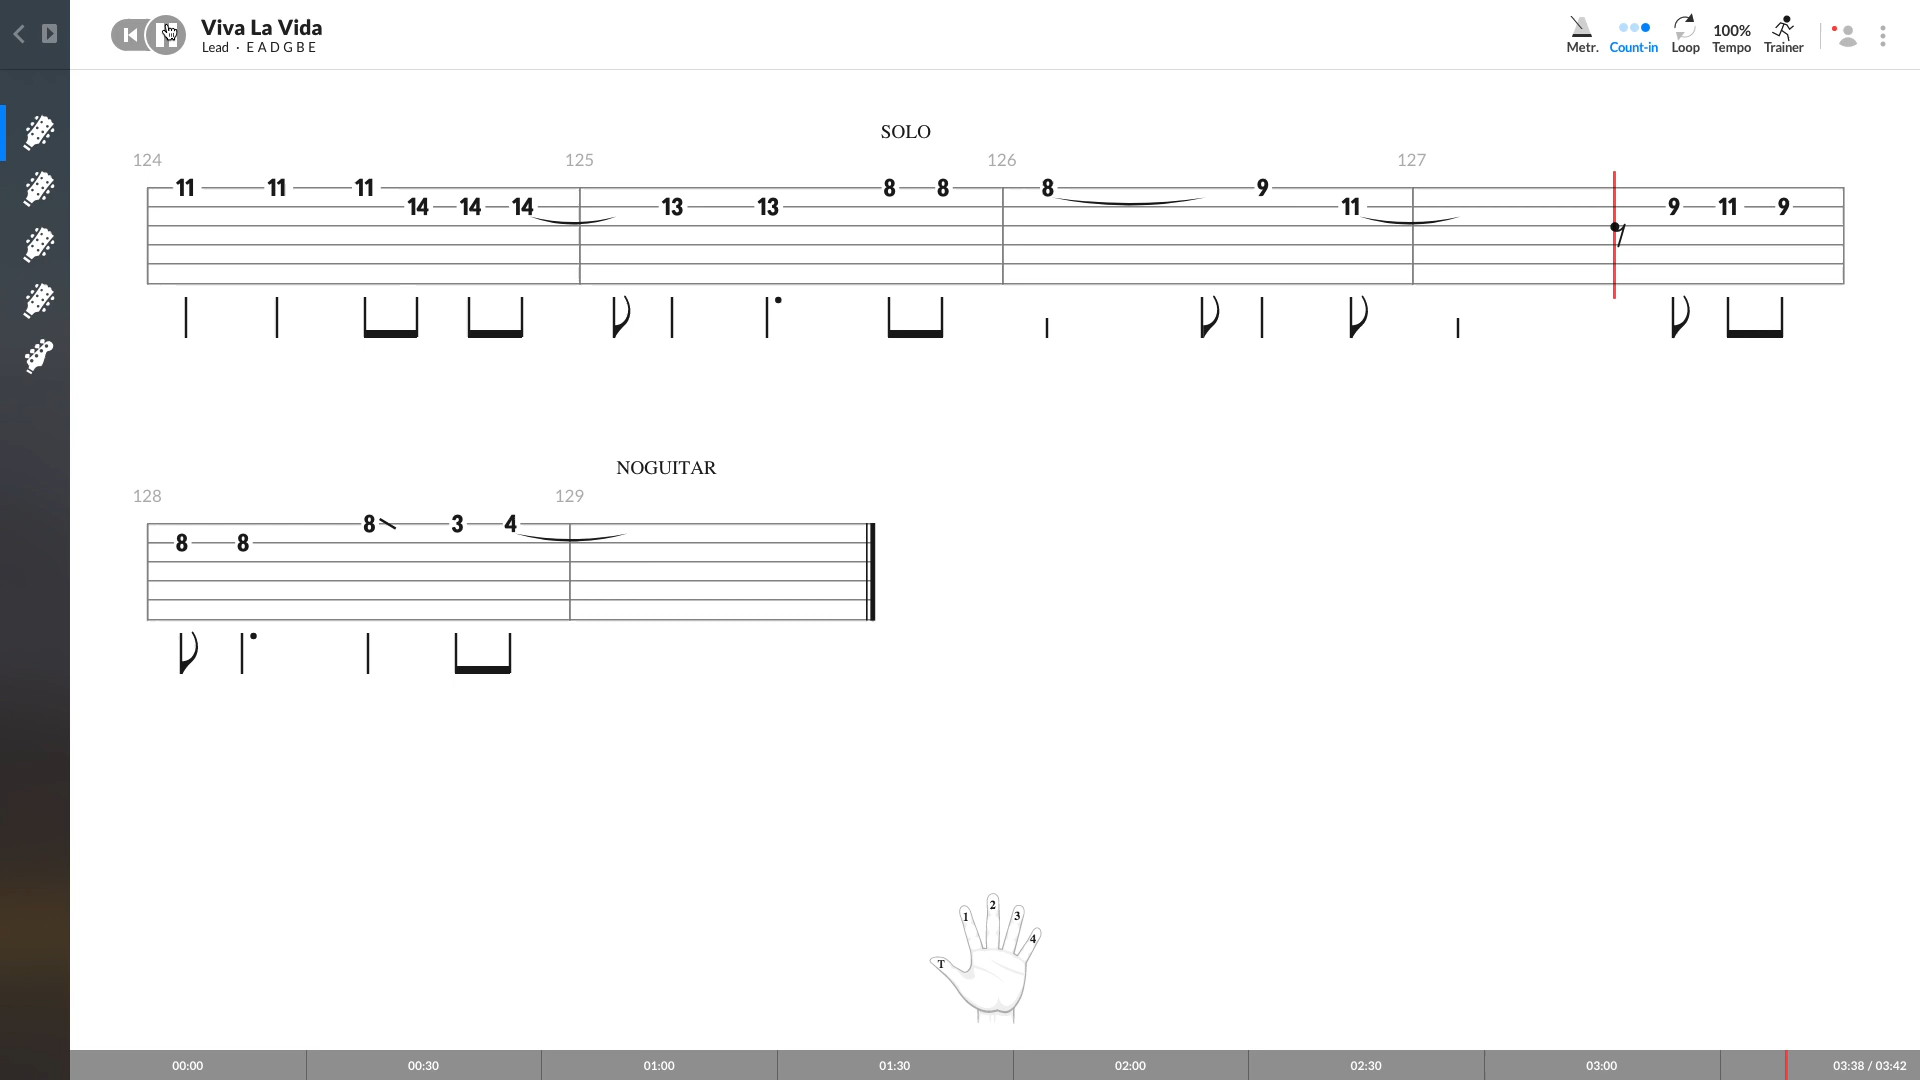 Viva La Vida
Lead · E A D G B E
Metr.
Count-in
Loop
100%
Tempo
Trainer
SOLO
124 125 126 127
11 11 11 8 8 8 9
14 14 14 13 13 11 9 11 9
NOGUITAR
128 129
8 3 4
8 8
1 2 3 4 T
00:00 00:30 01:00 01:30 02:00 02:30 03:00 03:38 / 03:42